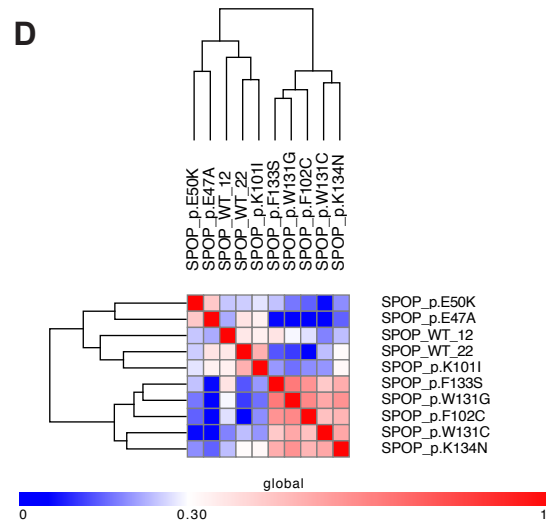 D
SPOP_p.E50K
SPOP_p.E47A
SPOP_WT_12
SPOP_WT_22
SPOP_p.K101I
SPOP_p.F133S
SPOP_p.W131G
SPOP_p.F102C
SPOP_p.W131C
SPOP_p.K134N
SPOP_p.E50K
SPOP_p.E47A
SPOP_WT_12
SPOP_WT_22
SPOP_p.K101I
SPOP_p.F133S
SPOP_p.W131G
SPOP_p.F102C
SPOP_p.W131C
SPOP_p.K134N
global
0 0.30 1